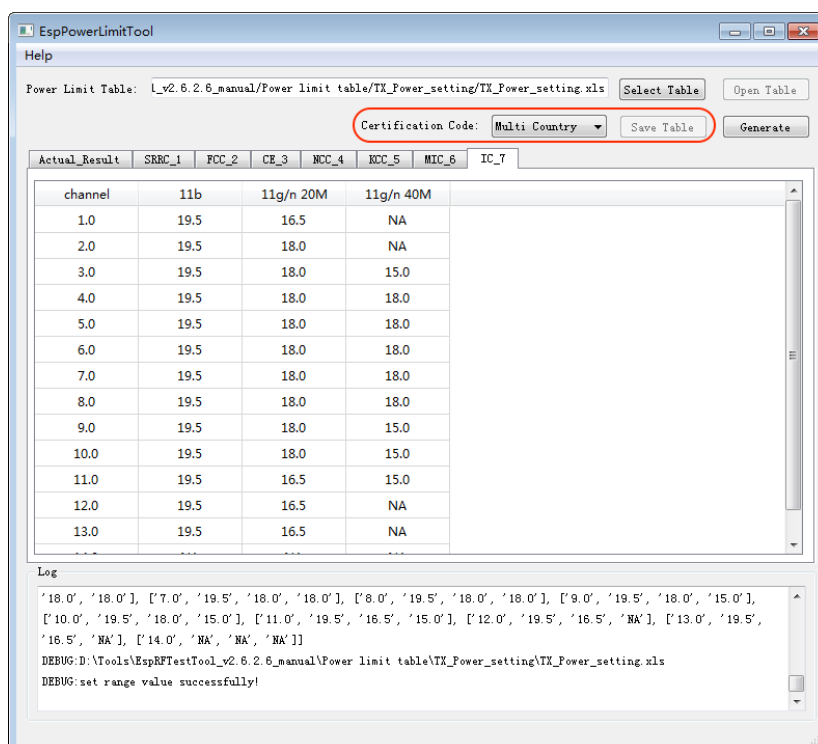 EspPowerLimitTool
Help
Power Limit Table: L_v2.6.2.6_manual/Power limit table/TX_Power_setting/TX_Power_setting.xls Select Table Open Table
Certification Code: Multi Country Save Table Generate
Actual_Result SRRC_1 FCC_2 CE_3 NCC_4 KCC_5 MIC_6 IC_7
channel 11b 11g/n 20M 11g/n 40M
1.0 19.5 16.5 NA
2.0 19.5 18.0 NA
3.0 19.5 18.0 15.0
4.0 19.5 18.0 18.0
5.0 19.5 18.0 18.0
6.0 19.5 18.0 18.0
7.0 19.5 18.0 18.0
8.0 19.5 18.0 18.0
9.0 19.5 18.0 15.0
10.0 19.5 18.0 15.0
11.0 19.5 16.5 15.0
12.0 19.5 16.5 NA
13.0 19.5 16.5 NA
Log
'18.0', '18.0'], ['7.0', '19.5', '18.0', '18.0'], ['8.0', '19.5', '18.0', '18.0'], ['9.0', '19.5', '18.0', '15.0'],
['10.0', '19.5', '18.0', '15.0'], ['11.0', '19.5', '16.5', '15.0'], ['12.0', '19.5', '16.5', 'NA'], ['13.0', '19.5',
'16.5', 'NA'], ['14.0', 'NA', 'NA', 'NA']]
DEBUG:D:\Tools\EspRFTestTool_v2.6.2.6_manual\Power limit table\TX_Power_setting\TX_Power_setting.xls
DEBUG:set range value successfully!